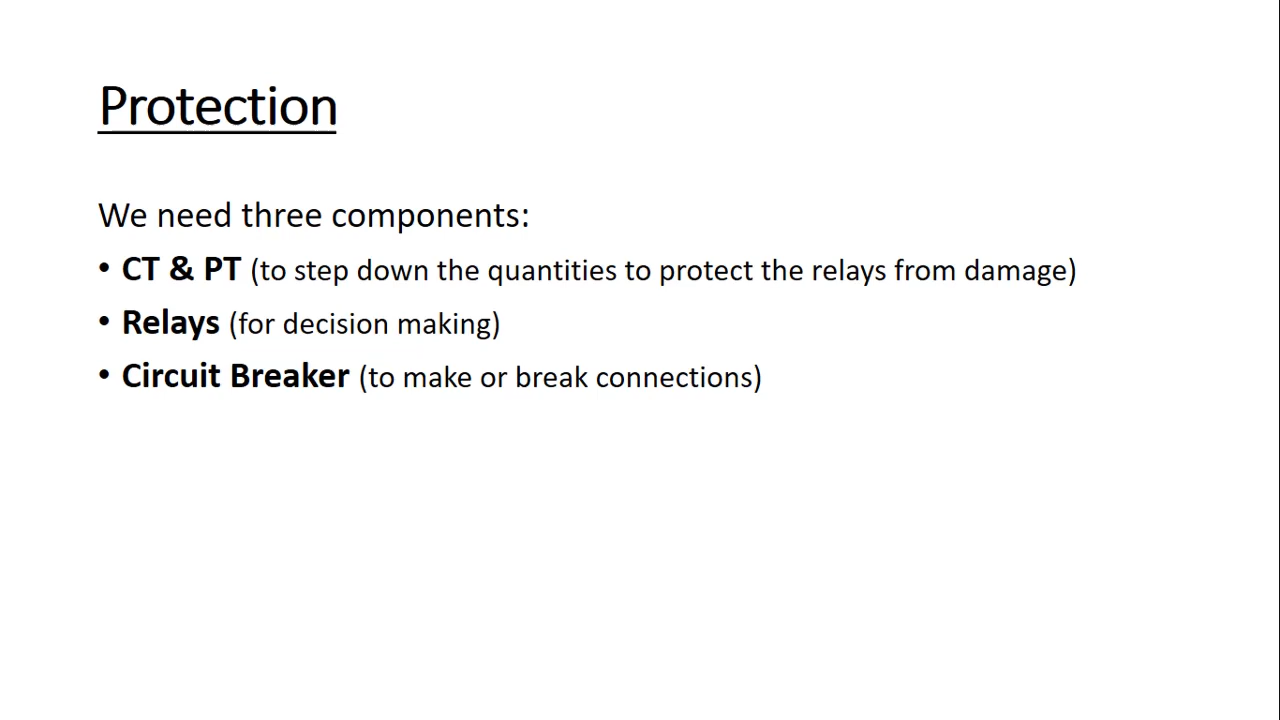 Protection
We need three components:
• CT & PT (to step down the quantities to protect the relays from damage)
• Relays (for decision making)
• Circuit Breaker (to make or break connections)